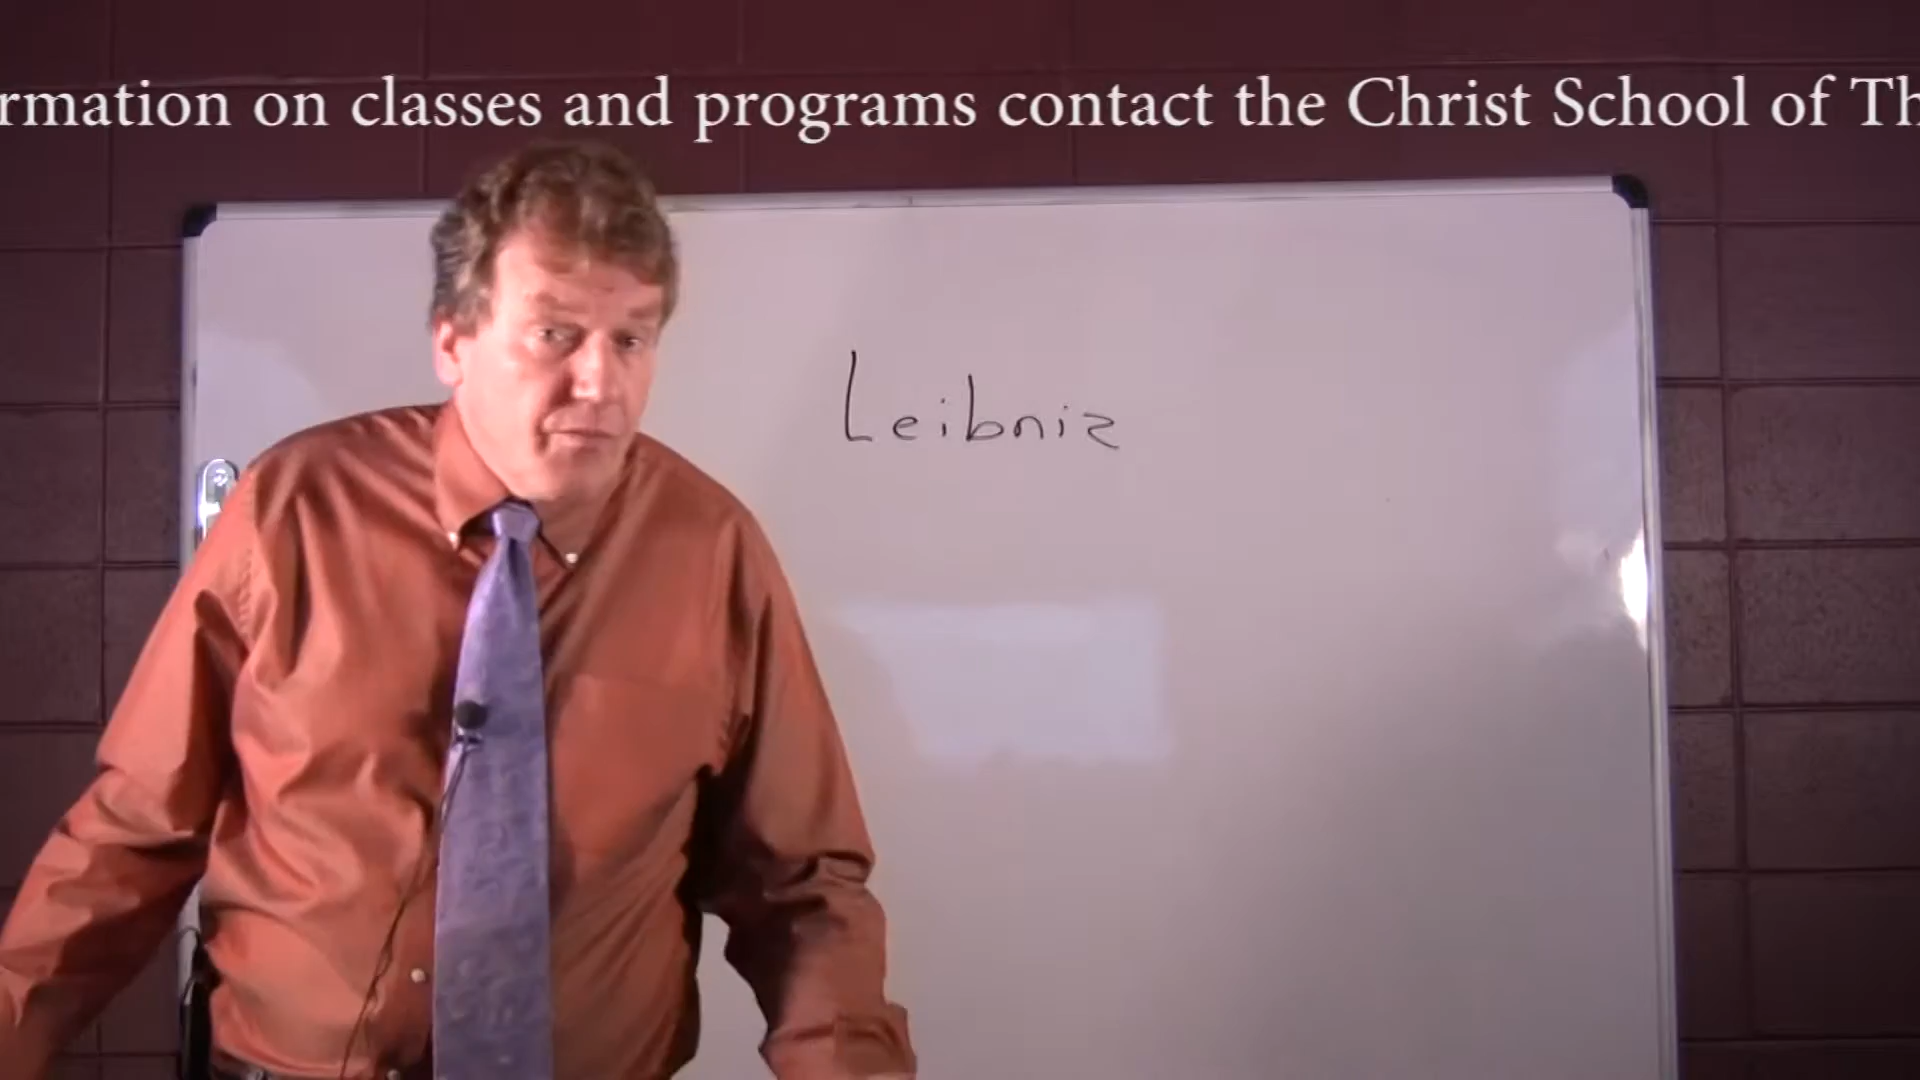 rmation on classes and programs contact the Christ School of Th
Leibniz